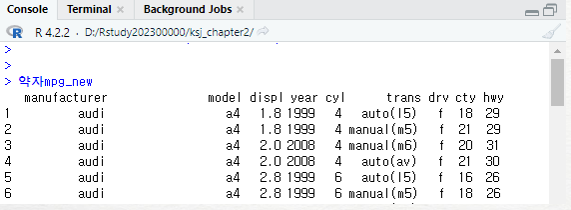 Console Terminal × Background Jobs ×
R 4.2.2 · D:/Rstudy202300000/ksj_chapter2/
>
>
> 약자mpg_new
manufacturer model displ year cyl trans drv cty hwy
1 audi a4 1.8 1999 4 auto(l5) f 18 29
2 audi a4 1.8 1999 4 manual(m5) f 21 29
3 audi a4 2.0 2008 4 manual(m6) f 20 31
4 audi a4 2.0 2008 4 auto(av) f 21 30
5 audi a4 2.8 1999 6 auto(l5) f 16 26
6 audi a4 2.8 1999 6 manual(m5) f 18 26